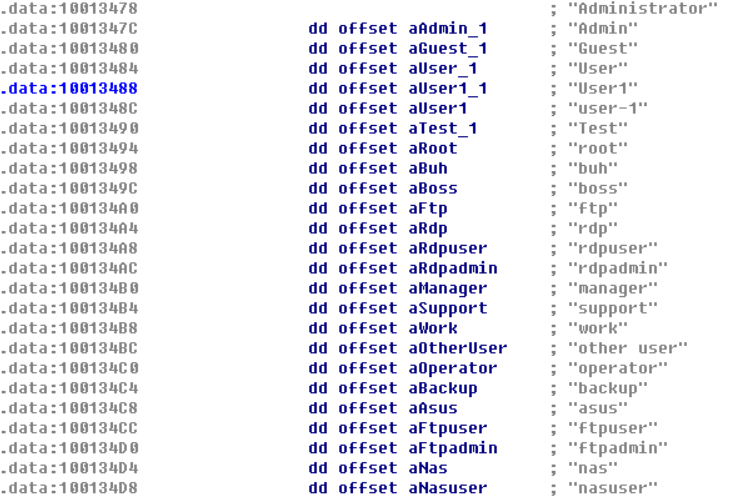 .data:10013478 ; "Administrator"
.data:1001347C dd offset aAdmin_1 ; "Admin"
.data:10013480 dd offset aGuest_1 ; "Guest"
.data:10013484 dd offset aUser_1 ; "User"
.data:10013488 dd offset aUser1_1 ; "User1"
.data:1001348C dd offset aUser1 ; "user-1"
.data:10013490 dd offset aTest_1 ; "Test"
.data:10013494 dd offset aRoot ; "root"
.data:10013498 dd offset aBuh ; "buh"
.data:1001349C dd offset aBoss ; "boss"
.data:100134A0 dd offset aFtp ; "ftp"
.data:100134A4 dd offset aRdp ; "rdp"
.data:100134A8 dd offset aRdpuser ; "rdpuser"
.data:100134AC dd offset aRdpadmin ; "rdpadmin"
.data:100134B0 dd offset aManager ; "manager"
.data:100134B4 dd offset aSupport ; "support"
.data:100134B8 dd offset aWork ; "work"
.data:100134BC dd offset aOtherUser ; "other user"
.data:100134C0 dd offset aOperator ; "operator"
.data:100134C4 dd offset aBackup ; "backup"
.data:100134C8 dd offset aAsus ; "asus"
.data:100134CC dd offset aFtpuser ; "ftpuser"
.data:100134D0 dd offset aFtpadmin ; "ftpadmin"
.data:100134D4 dd offset aNas ; "nas"
.data:100134D8 dd offset aNasuser ; "nasuser"